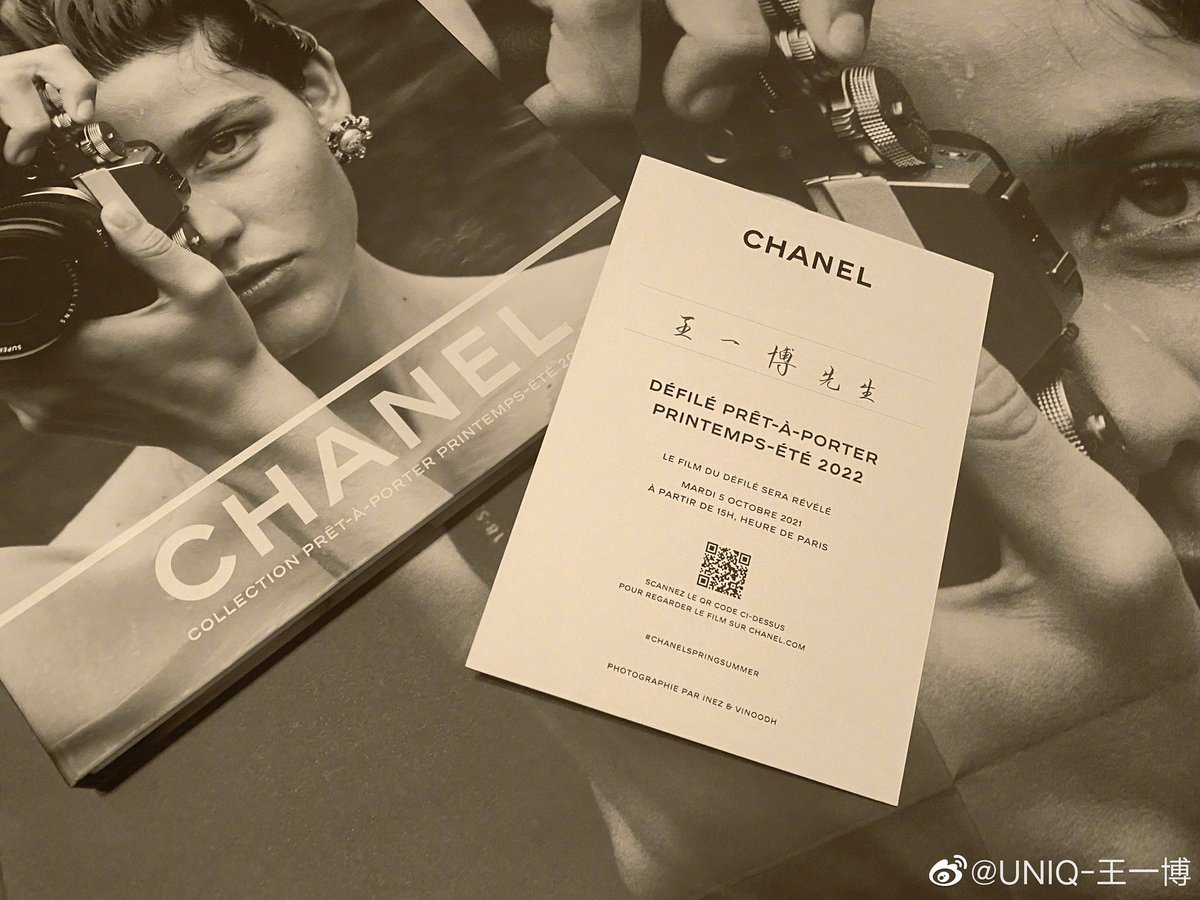 CHANEL
COLLECTION PRÊT-À-PORTER PRINTEMPS-ÉTÉ
SUPER
CHANEL
王一博先生
DÉFILÉ PRÊT-À-PORTER
PRINTEMPS-ÉTÉ 2022
LE FILM DU DÉFILÉ SERA RÉVÉLÉ
MARDI 5 OCTOBRE 2021
À PARTIR DE 15H, HEURE DE PARIS
SCANNEZ LE QR CODE CI-DESSUS
POUR REGARDER LE FILM SUR CHANEL.COM
#CHANELSPRINGSUMMER
PHOTOGRAPHIE PAR INEZ & VINOODH
@UNIQ-王一博